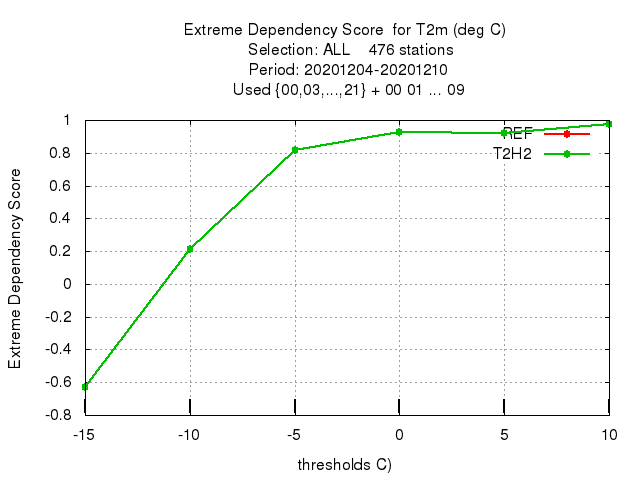 Extreme Dependency Score  for T2m (deg C)
Selection: ALL    476 stations
Period: 20201204-20201210
Used {00,03,...,21} + 00 01 ... 09
Extreme Dependency Score
1
0.8
0.6
0.4
0.2
0
-0.2
-0.4
-0.6
-0.8
REF
T2H2
-15
-10
-5
0
5
10
thresholds C)